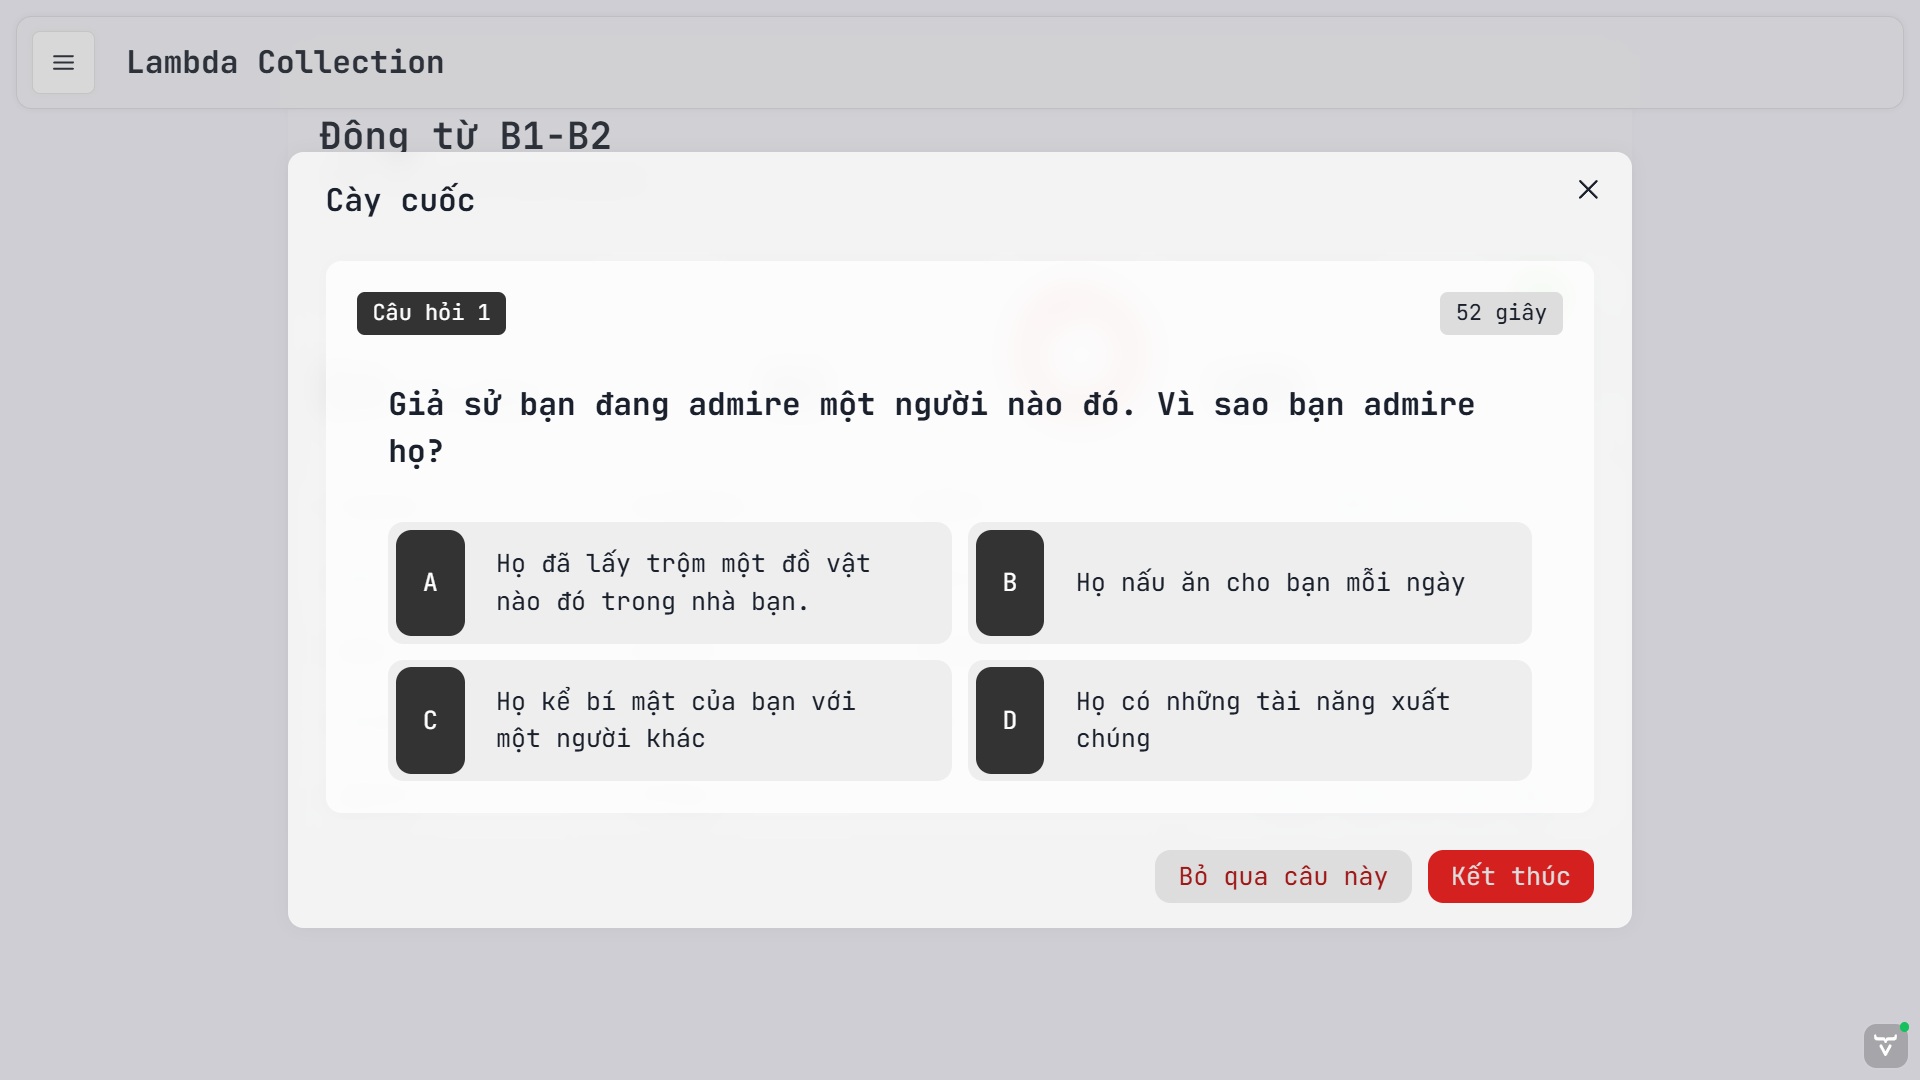 Lambda Collection
Động từ B1-B2
Cày cuốc
Câu hỏi 1
52 giây
Giả sử bạn đang admire một người nào đó. Vì sao bạn admire
họ?
A
Họ đã lấy trộm một đồ vật
nào đó trong nhà bạn.
B
Họ nấu ăn cho bạn mỗi ngày
C
Họ kể bí mật của bạn với
một người khác
D
Họ có những tài năng xuất
chúng
Bỏ qua câu này
Kết thúc